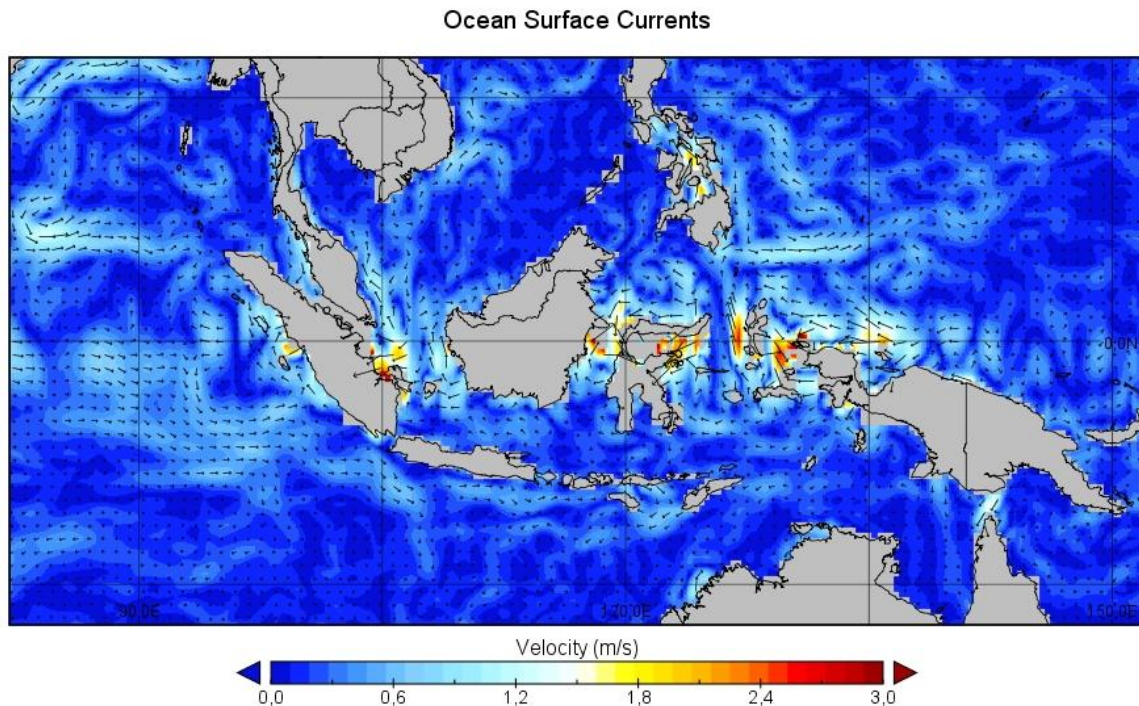 Ocean Surface Currents
0,0N
90,0E 120,0E 150,0E
Velocity (m/s)
0,0 0,6 1,2 1,8 2,4 3,0